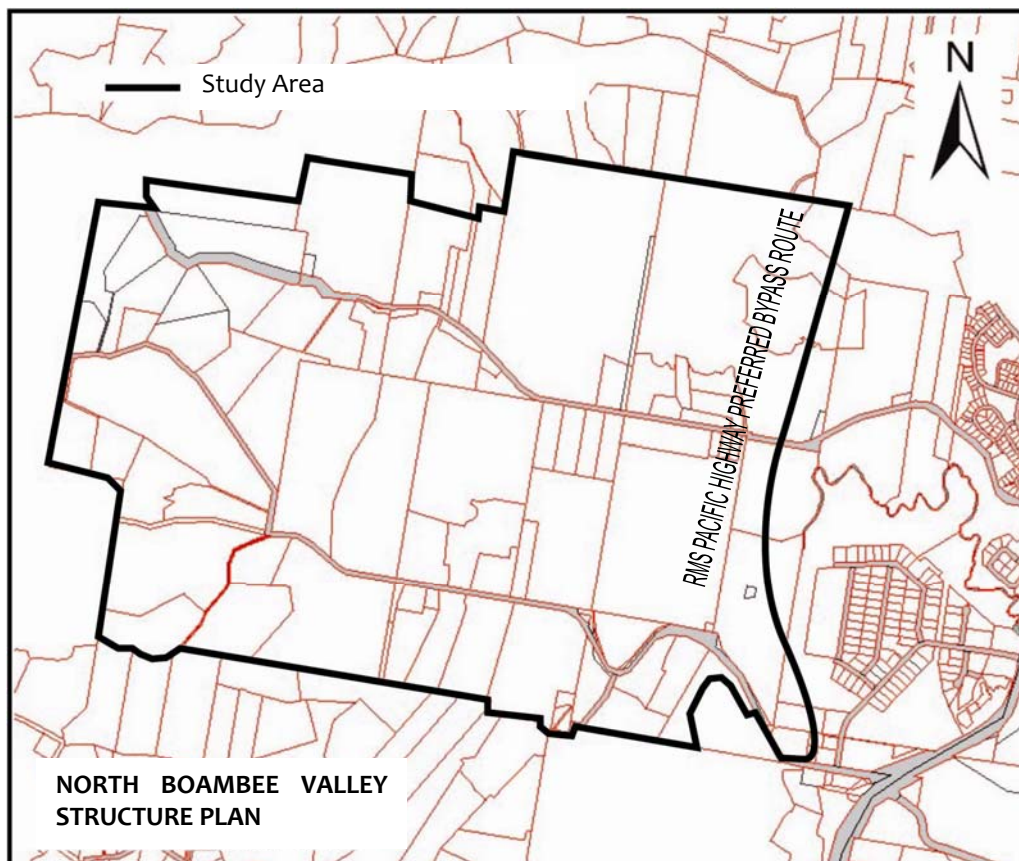 Study Area
N
RMS PACIFIC HIGHWAY PREFERRED BYPASS ROUTE
NORTH BOAMBEE VALLEY
STRUCTURE PLAN